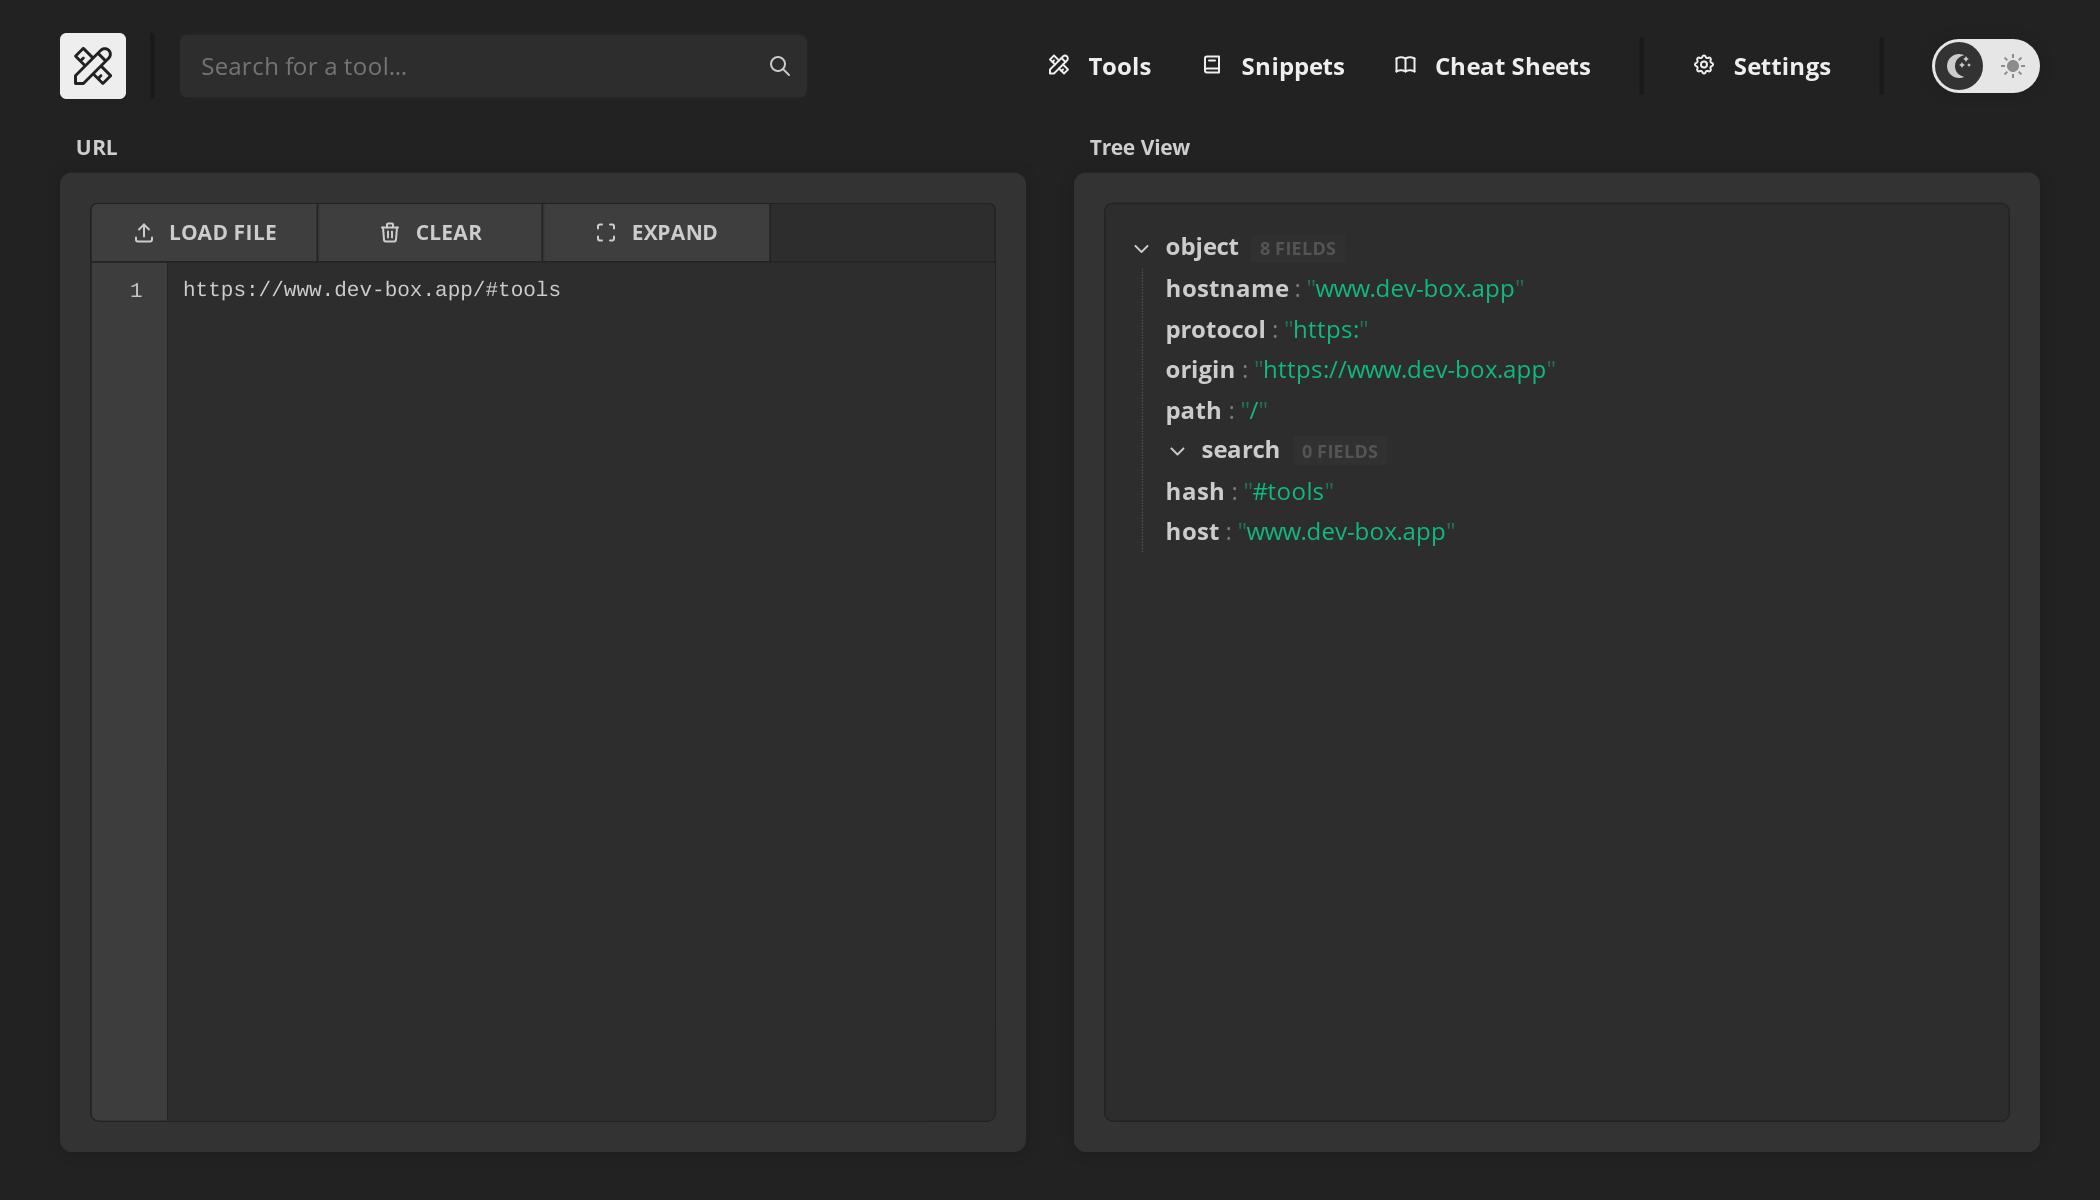 Search for a tool...
Tools
Snippets
Cheat Sheets
Settings
URL
LOAD FILE
CLEAR
EXPAND
1
https://www.dev-box.app/#tools
Tree View
object 8 FIELDS
hostname : "www.dev-box.app"
protocol : "https:"
origin : "https://www.dev-box.app"
path : "/"
search 0 FIELDS
hash : "#tools"
host : "www.dev-box.app"